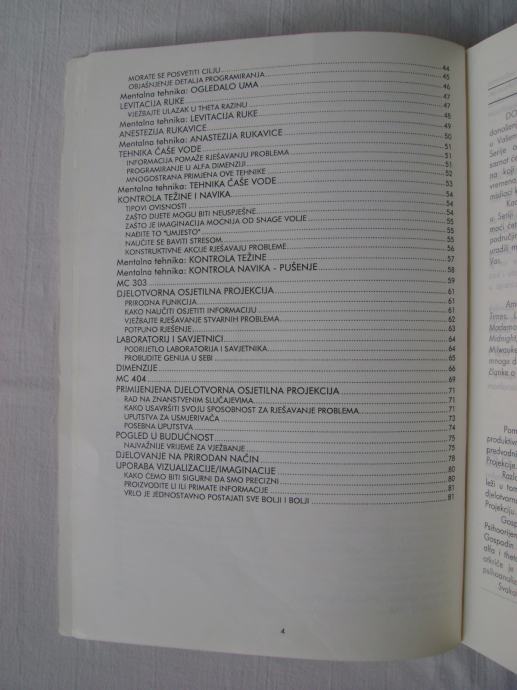 MORATE SE POSVETITI CILJU 44
OBJAŠNJENJE DETALJA PROGRAMIRANJA 45
Mentalna tehnika: OGLEDALO UMA 46
LEVITACIJA RUKE 47
VJEŽBAJTE ULAZAK U THETA RAZINU 47
Mentalna tehnika: LEVITACIJA RUKE 48
ANESTEZIJA RUKAVICE 49
Mentalna tehnika: ANASTEZIJA RUKAVICE 50
TEHNIKA ČAŠE VODE 51
INFORMACIJA POMAŽE RJEŠAVANJU PROBLEMA 51
PROGRAMIRANJE U ALFA DIMENZIJI 51
MNOGOSTRANA PRIMJENA OVE TEHNIKE 52
Mentalna tehnika: TEHNIKA ČAŠE VODE 53
KONTROLA TEŽINE I NAVIKA 54
TIPOVI OVISNOSTI 54
ZAŠTO DIJETE MOGU BITI NEUSPJEŠNE 54
ZAŠTO JE IMAGINACIJA MOĆNIJA OD SNAGE VOLJE 55
NAĐITE TO "UMJESTO" 55
NAUČITE SE BAVITI STRESOM 55
KONSTRUKTIVNE AKCIJE RJEŠAVAJU PROBLEME 56
Mentalna tehnika: KONTROLA TEŽINE 57
Mentalna tehnika: KONTROLA NAVIKA - PUŠENJE 58
MC 303 59
DJELOTVORNA OSJETILNA PROJEKCIJA 61
PRIRODNA FUNKCIJA 61
KAKO NAUČITI OSJETITI INFORMACIJU 61
VJEŽBAJTE RJEŠAVANJE STVARNIH PROBLEMA 62
POTPUNO RJEŠENJE 63
LABORATORIJ I SAVJETNICI 64
PODRIJETLO LABORATORIJA I SAVJETNIKA 64
PROBUDITE GENIJA U SEBI 65
DIMENZIJE 66
MC 404 69
PRIMIJENJENA DJELOTVORNA OSJETILNA PROJEKCIJA 71
RAD NA ZNANSTVENIM SLUČAJEVIMA 71
KAKO USAVRŠITI SVOJU SPOSOBNOST ZA RJEŠAVANJE PROBLEMA 71
UPUTSTVA ZA USMJERIVAČA 73
POSEBNA UPUTSTVA 74
POGLED U BUDUĆNOST 75
NAJVAŽNIJE VRIJEME ZA VJEŽBANJE 75
DJELOVANJE NA PRIRODAN NAČIN 78
UPORABA VIZUALIZACIJE/IMAGINACIJE 80
KAKO ĆEMO BITI SIGURNI DA SMO PRECIZNI 80
PROIZVODITE LI ILI PRIMATE INFORMACIJE 81
VRLO JE JEDNOSTAVNO POSTAJATI SVE BOLJI I BOLJI 81
4